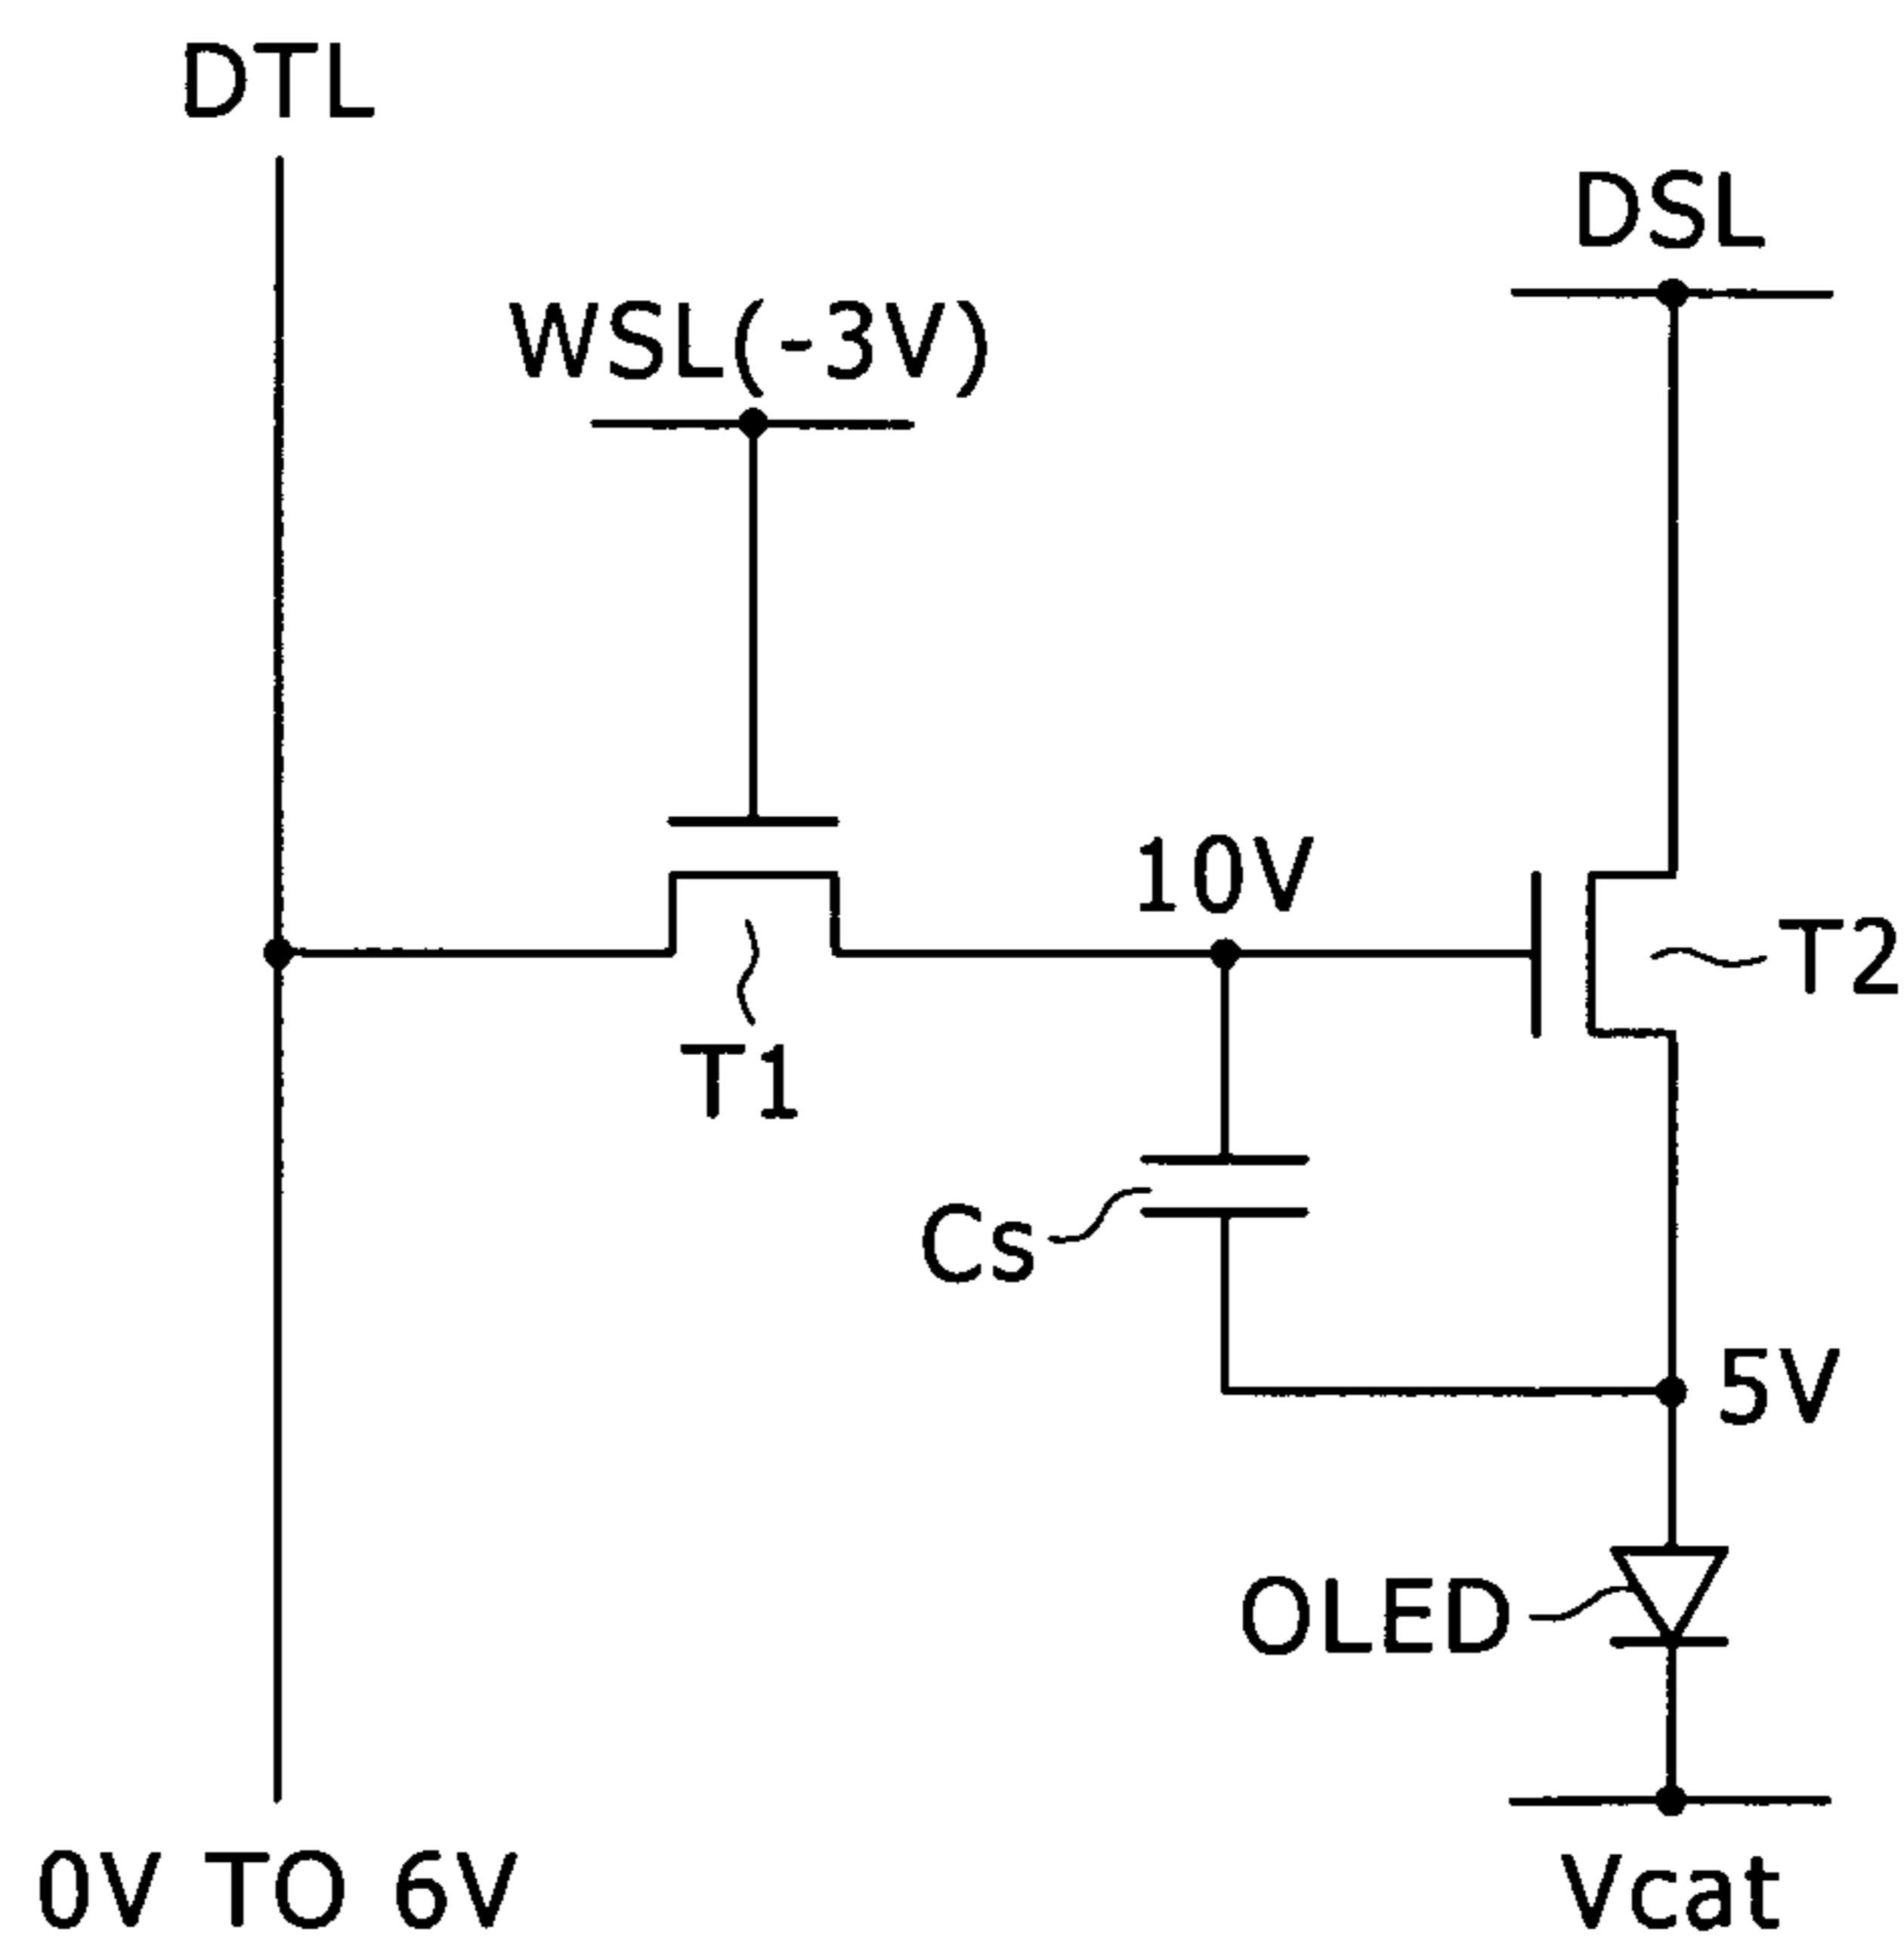 DTL
DSL
WSL(-3V)
10V
T2
T1
Cs
5V
OLED
0V TO 6V
Vcat